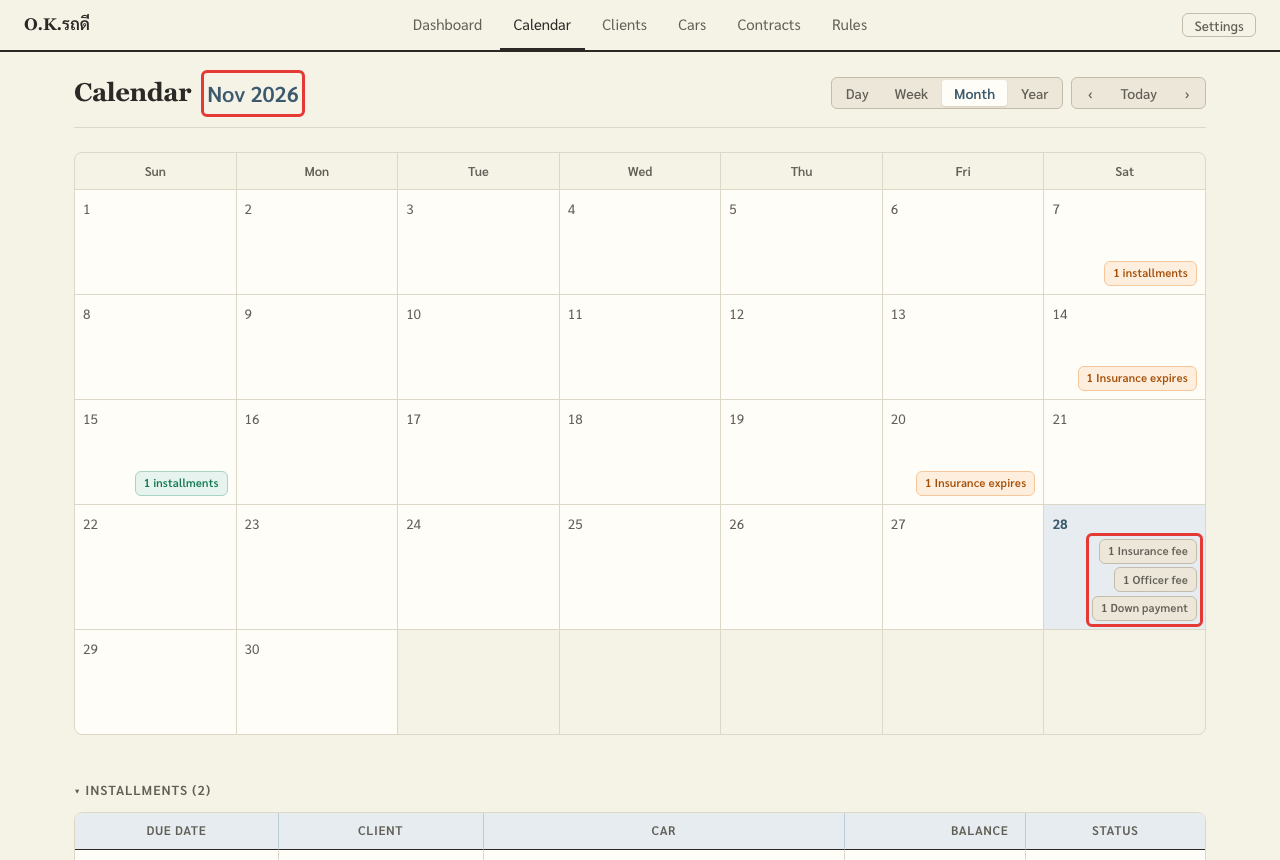 O.K.รถดี
Dashboard Calendar Clients Cars Contracts Rules
Settings
Calendar Nov 2026
Day Week Month Year
‹ Today ›
Sun Mon Tue Wed Thu Fri Sat
1 2 3 4 5 6 7
1 installments
8 9 10 11 12 13 14
1 Insurance expires
15 16 17 18 19 20 21
1 installments 1 Insurance expires
22 23 24 25 26 27 28
1 Insurance fee
1 Officer fee
1 Down payment
29 30
▾ INSTALLMENTS (2)
DUE DATE CLIENT CAR BALANCE STATUS